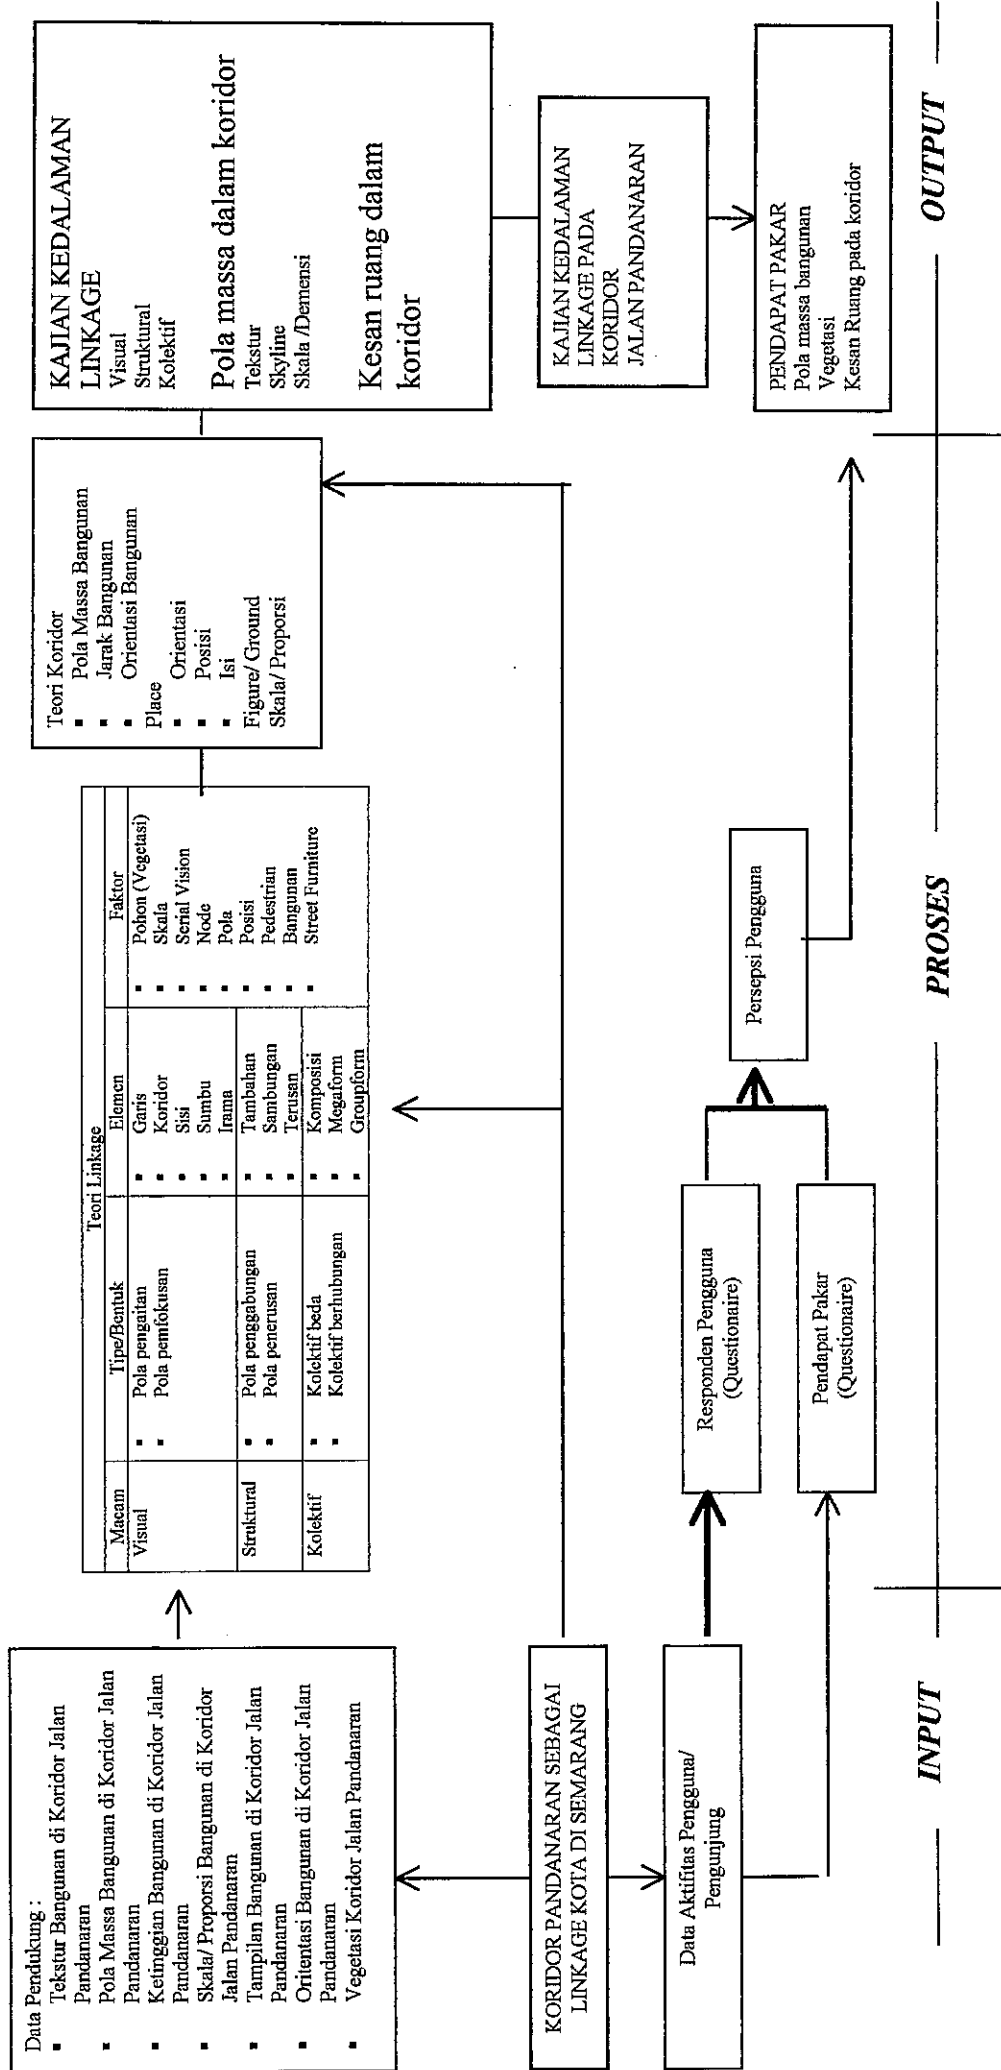 Data Pendukung :
▪ Tekstur Bangunan di Koridor Jalan
Pandanaran
▪ Pola Massa Bangunan di Koridor Jalan
Pandanaran
▪ Ketinggian Bangunan di Koridor Jalan
Pandanaran
▪ Skala/ Proporsi Bangunan di Koridor
Jalan Pandanaran
▪ Tampilan Bangunan di Koridor Jalan
Pandanaran
▪ Oritentasi Bangunan di Koridor Jalan
Pandanaran
▪ Vegetasi Koridor Jalan Pandanaran
KORIDOR PANDANARAN SEBAGAI
LINKAGE KOTA DI SEMARANG
Data Aktifitas Pengguna/
Pengunjung
INPUT
Teori Linkage
Macam Tipe/Bentuk Elemen Faktor
Visual
▪ Pola pengaitan
▪ Pola pemfokusan
▪ Garis
▪ Koridor
▪ Sisi
▪ Sumbu
▪ Irama
Struktural
▪ Pola penggabungan
▪ Pola penerusan
▪ Tambahan
▪ Sambungan
▪ Terusan
Kolektif
▪ Kolektif beda
▪ Kolektif berhubungan
▪ Komposisi
▪ Megaform
▪ Groupform
▪ Pohon (Vegetasi)
▪ Skala
▪ Serial Vision
▪ Node
▪ Pola
▪ Posisi
▪ Pedestrian
▪ Bangunan
▪ Street Furniture
Responden Pengguna
(Questionaire)
Pendapat Pakar
(Questionaire)
Persepsi Pengguna
Teori Koridor
▪ Pola Massa Bangunan
▪ Jarak Bangunan
▪ Orientasi Bangunan
Place
▪ Orientasi
▪ Posisi
▪ Isi
Figure/ Ground
Skala/ Proporsi
PROSES
KAJIAN KEDALAMAN
LINKAGE
Visual
Struktural
Kolektif
Pola massa dalam koridor
Tekstur
Skyline
Skala /Demensi
Kesan ruang dalam
koridor
KAJIAN KEDALAMAN
LINKAGE PADA
KORIDOR
JALAN PANDANARAN
PENDAPAT PAKAR
Pola massa bangunan
Vegetasi
Kesan Ruang pada koridor
OUTPUT